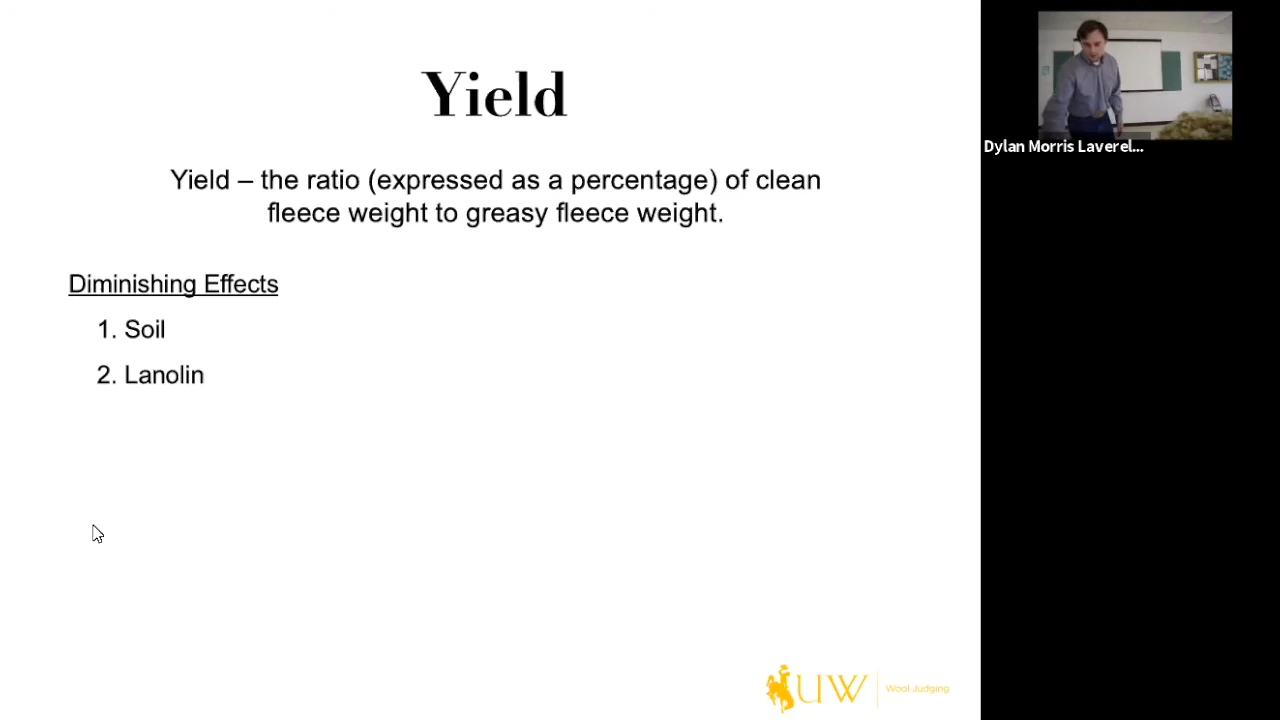 Yield
Yield – the ratio (expressed as a percentage) of clean
fleece weight to greasy fleece weight.
Diminishing Effects
1. Soil
2. Lanolin
Dylan Morris Laverel...
UW Wool Judging